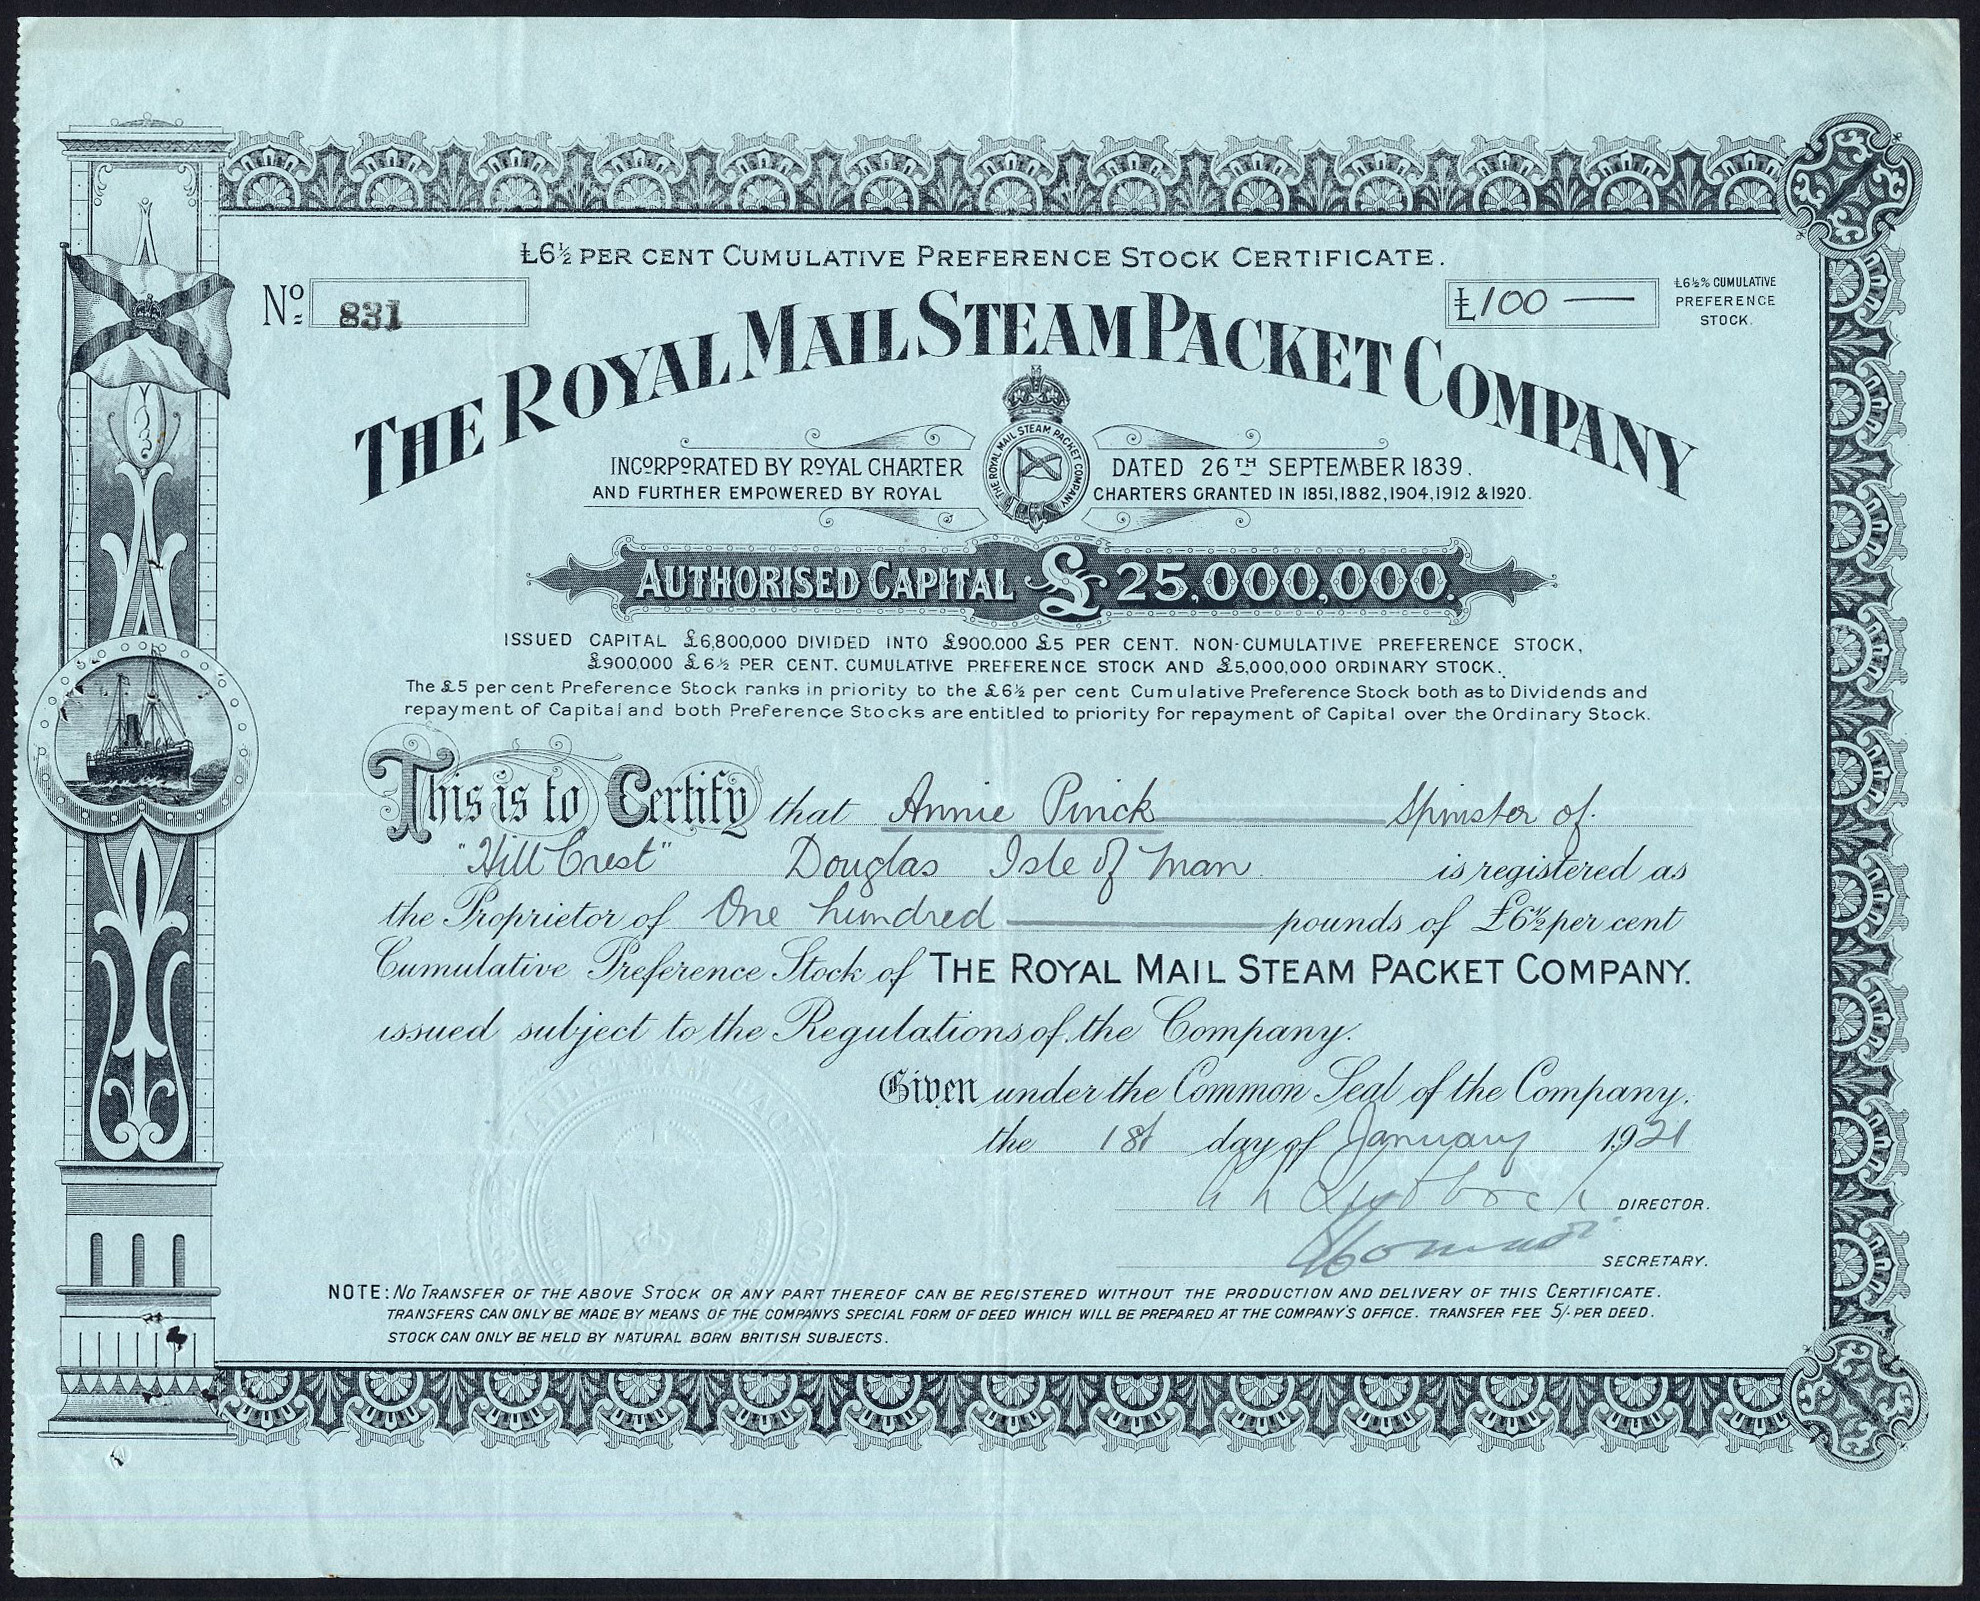 £6½ PER CENT CUMULATIVE PREFERENCE STOCK CERTIFICATE.
Nº 831
£100
£6½% CUMULATIVE
PREFERENCE
STOCK.
THE ROYAL MAIL STEAM PACKET COMPANY
THE ROYAL MAIL STEAM PACKET COMPANY
INCORPORATED BY ROYAL CHARTER DATED 26TH SEPTEMBER 1839.
AND FURTHER EMPOWERED BY ROYAL CHARTERS GRANTED IN 1851, 1882, 1904, 1912 & 1920.
AUTHORISED CAPITAL £25,000,000.
ISSUED CAPITAL £6,800,000 DIVIDED INTO £900.000 £5 PER CENT. NON-CUMULATIVE PREFERENCE STOCK,
£900.000 £6½ PER CENT. CUMULATIVE PREFERENCE STOCK AND £5,000,000 ORDINARY STOCK.
The £5 per cent Preference Stock ranks in priority to the £6½ per cent Cumulative Preference Stock both as to Dividends and
repayment of Capital and both Preference Stocks are entitled to priority for repayment of Capital over the Ordinary Stock.
This is to Certify that Annie Pinck Spinster of
"Hill Crest" Douglas Isle of Man is registered as
the Proprietor of One hundred pounds of £6½ per cent
Cumulative Preference Stock of THE ROYAL MAIL STEAM PACKET COMPANY.
issued subject to the Regulations of the Company.
Given under the Common Seal of the Company,
the 1st day of January 1921
DIRECTOR.
SECRETARY.
NOTE: NO TRANSFER OF THE ABOVE STOCK OR ANY PART THEREOF CAN BE REGISTERED WITHOUT THE PRODUCTION AND DELIVERY OF THIS CERTIFICATE.
TRANSFERS CAN ONLY BE MADE BY MEANS OF THE COMPANYS SPECIAL FORM OF DEED WHICH WILL BE PREPARED AT THE COMPANY'S OFFICE. TRANSFER FEE 5/- PER DEED.
STOCK CAN ONLY BE HELD BY NATURAL BORN BRITISH SUBJECTS.